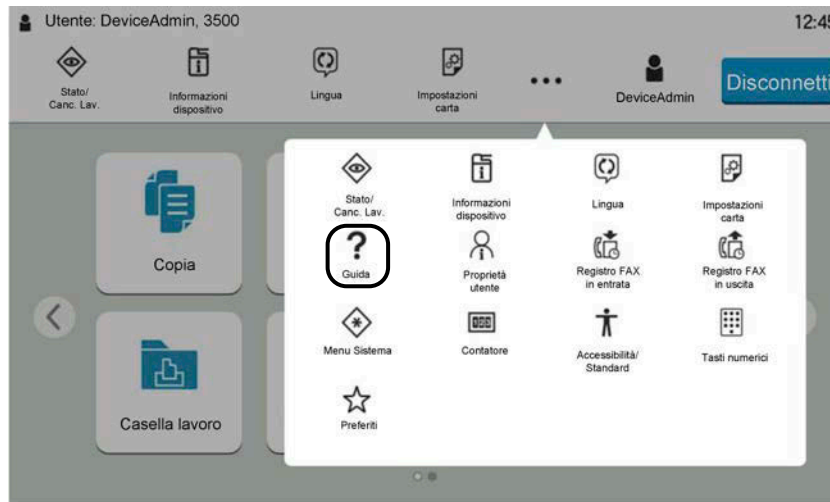 Utente: DeviceAdmin, 3500
12:45
Stato/
Canc. Lav.
Informazioni
dispositivo
Lingua
Impostazioni
carta
DeviceAdmin
Disconnetti
Stato/
Canc. Lav.
Informazioni
dispositivo
Lingua
Impostazioni
carta
Guida
Proprietà
utente
Registro FAX
in entrata
Registro FAX
in uscita
Menu Sistema
Contatore
Accessibilità/
Standard
Tasti numerici
Preferiti
Copia
Casella lavoro